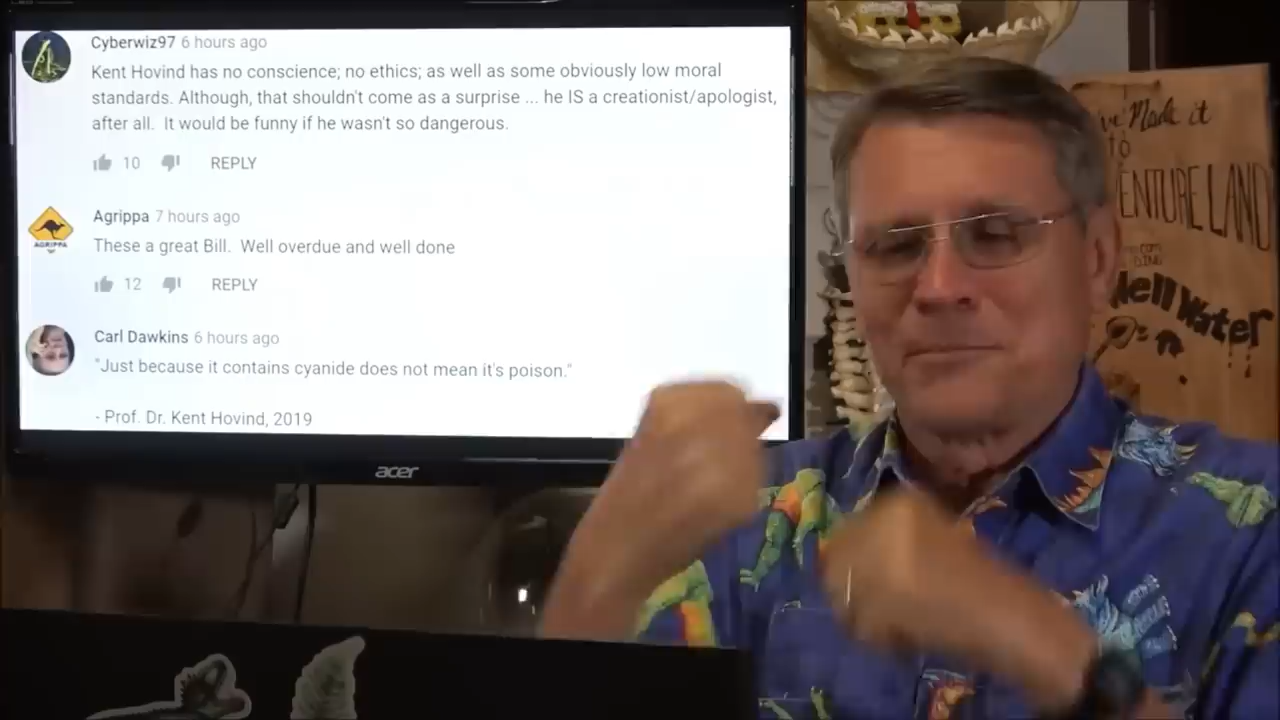 Cyberwiz97 6 hours ago
Kent Hovind has no conscience; no ethics; as well as some obviously low moral
standards. Although, that shouldn't come as a surprise ... he IS a creationist/apologist,
after all. It would be funny if he wasn't so dangerous.
10 REPLY
Agrippa 7 hours ago
AGRIPPA
These a great Bill. Well overdue and well done
12 REPLY
Carl Dawkins 6 hours ago
"Just because it contains cyanide does not mean it's poison."
- Prof. Dr. Kent Hovind, 2019
acer
've Made it
to
VENTURE LAND
Well Water